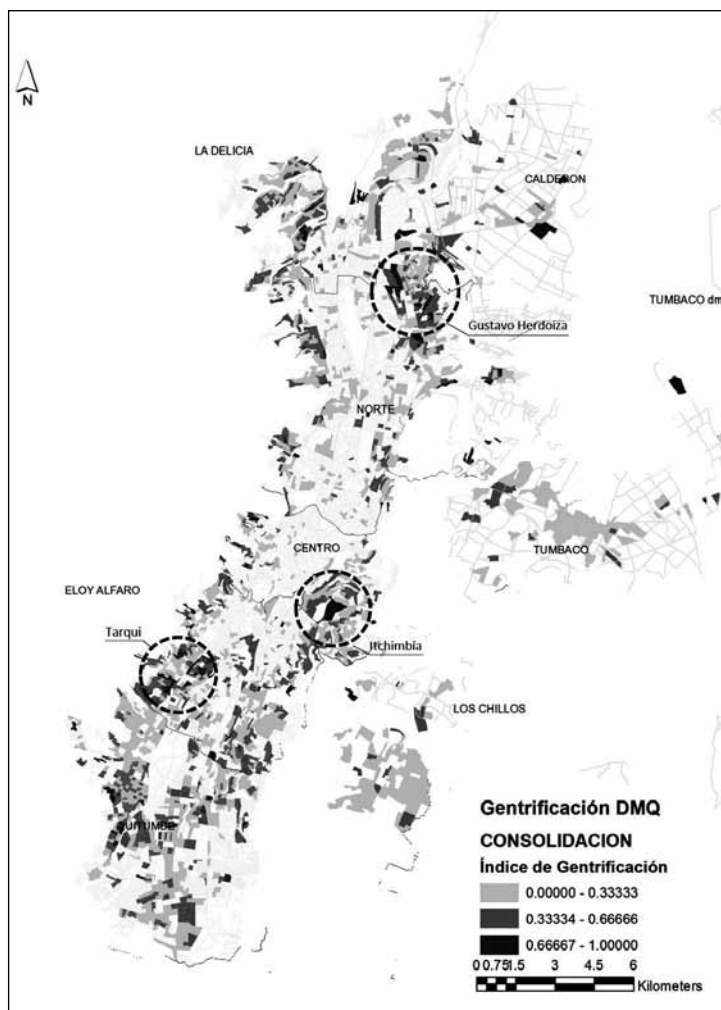 N
LA DELICIA
CALDERON
TUMBACO dm
Gustavo Herdoiza
NORTE
CENTRO
TUMBACO
ELOY ALFARO
Tarqui
Itchimbía
LOS CHILLOS
UITUMBE
Gentrificación DMQ
CONSOLIDACION
Índice de Gentrificación
0.00000 - 0.33333
0.33334 - 0.66666
0.66667 - 1.00000
0 0.75 1.5 3 4.5 6
Kilometers